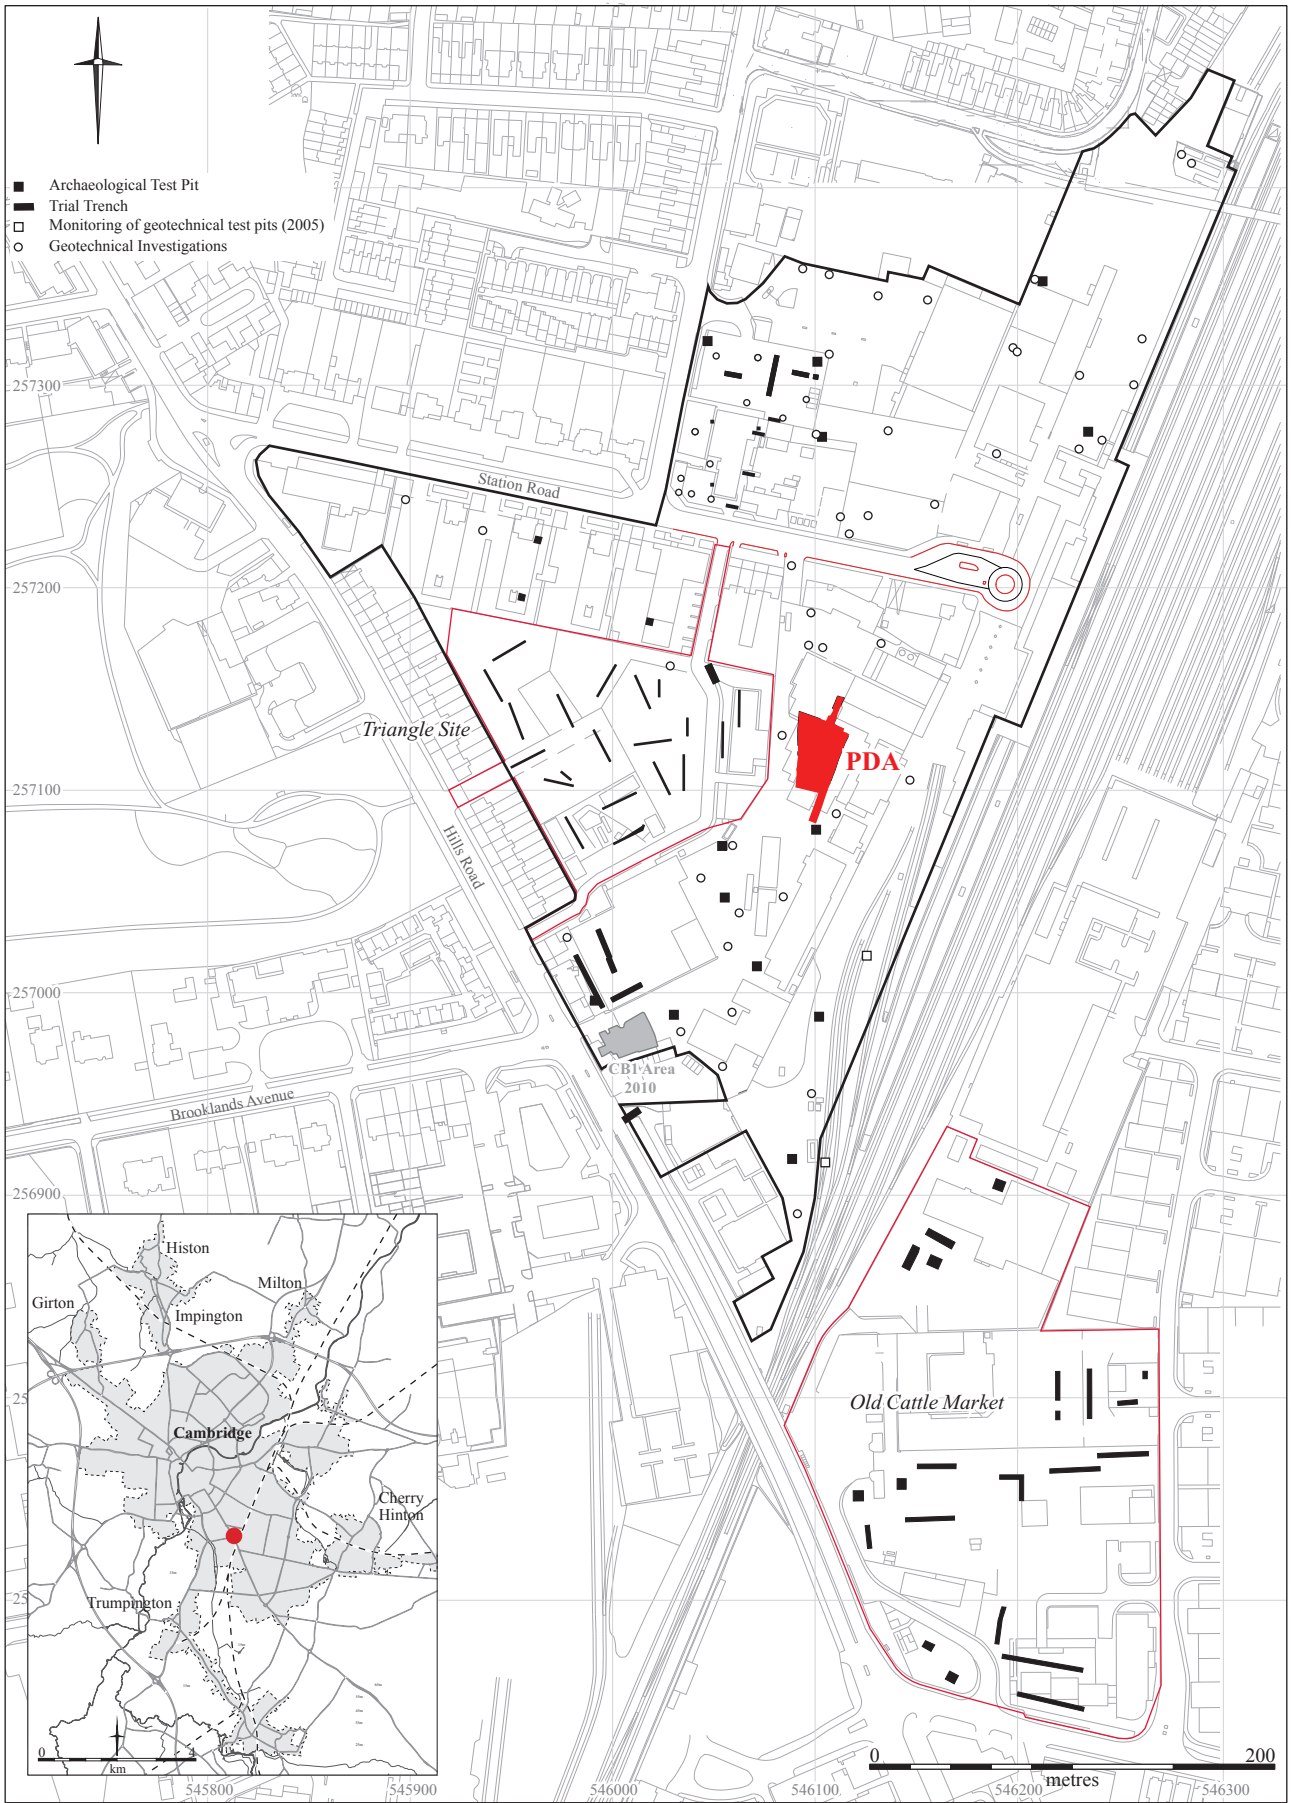 Archaeological Test Pit
Trial Trench
Monitoring of geotechnical test pits (2005)
Geotechnical Investigations
257300
Station Road
257200
Triangle Site
PDA
257100
Hills Road
257000
CB1 Area
2010
Brooklands Avenue
256900
Histon
Milton
Girton
Impington
Old Cattle Market
25
Cambridge
Cherry
Hinton
25
Trumpington
0
4
km
0
200
metres
545800
545900
546000
546100
546200
546300